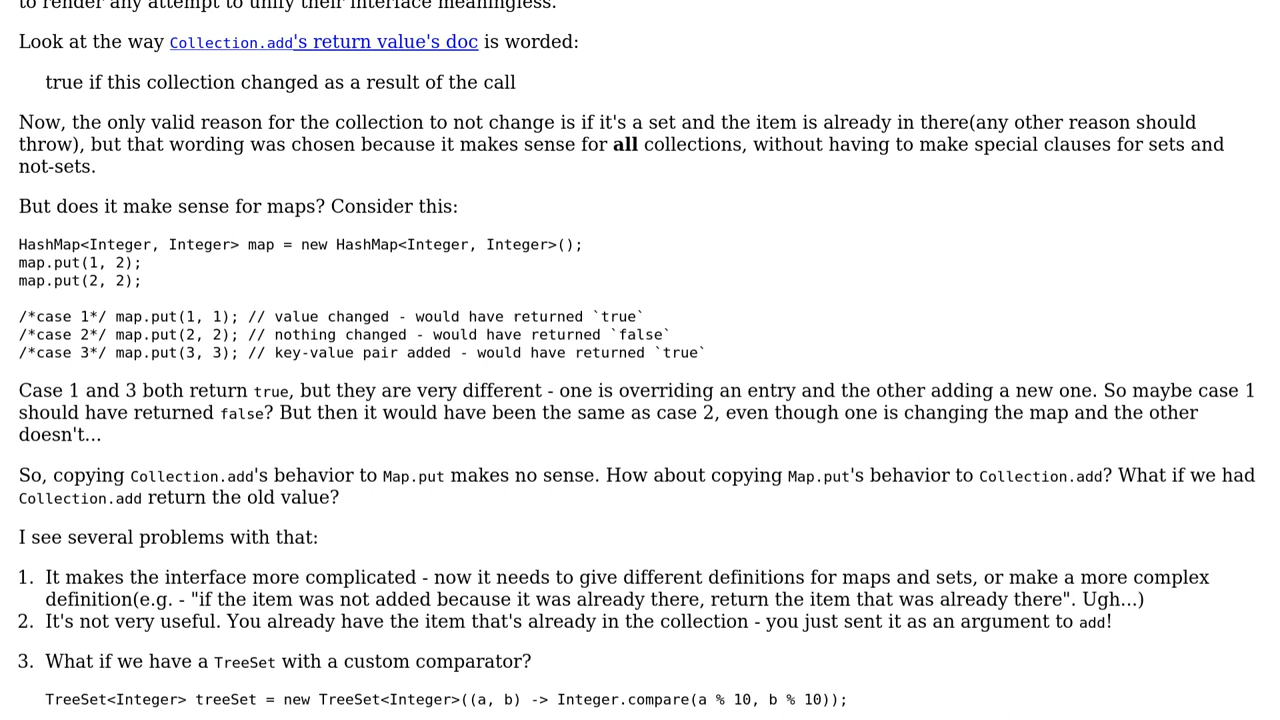 to render any attempt to unify their interface meaningless.
Look at the way Collection.add's return value's doc is worded:
true if this collection changed as a result of the call
Now, the only valid reason for the collection to not change is if it's a set and the item is already in there(any other reason should
throw), but that wording was chosen because it makes sense for all collections, without having to make special clauses for sets and
not-sets.
But does it make sense for maps? Consider this:
HashMap<Integer, Integer> map = new HashMap<Integer, Integer>();
map.put(1, 2);
map.put(2, 2);
/*case 1*/ map.put(1, 1); // value changed - would have returned `true`
/*case 2*/ map.put(2, 2); // nothing changed - would have returned `false`
/*case 3*/ map.put(3, 3); // key-value pair added - would have returned `true`
Case 1 and 3 both return true, but they are very different - one is overriding an entry and the other adding a new one. So maybe case 1
should have returned false? But then it would have been the same as case 2, even though one is changing the map and the other
doesn't...
So, copying Collection.add's behavior to Map.put makes no sense. How about copying Map.put's behavior to Collection.add? What if we had
Collection.add return the old value?
I see several problems with that:
1. It makes the interface more complicated - now it needs to give different definitions for maps and sets, or make a more complex
definition(e.g. - "if the item was not added because it was already there, return the item that was already there". Ugh...)
2. It's not very useful. You already have the item that's already in the collection - you just sent it as an argument to add!
3. What if we have a TreeSet with a custom comparator?
TreeSet<Integer> treeSet = new TreeSet<Integer>((a, b) -> Integer.compare(a % 10, b % 10));